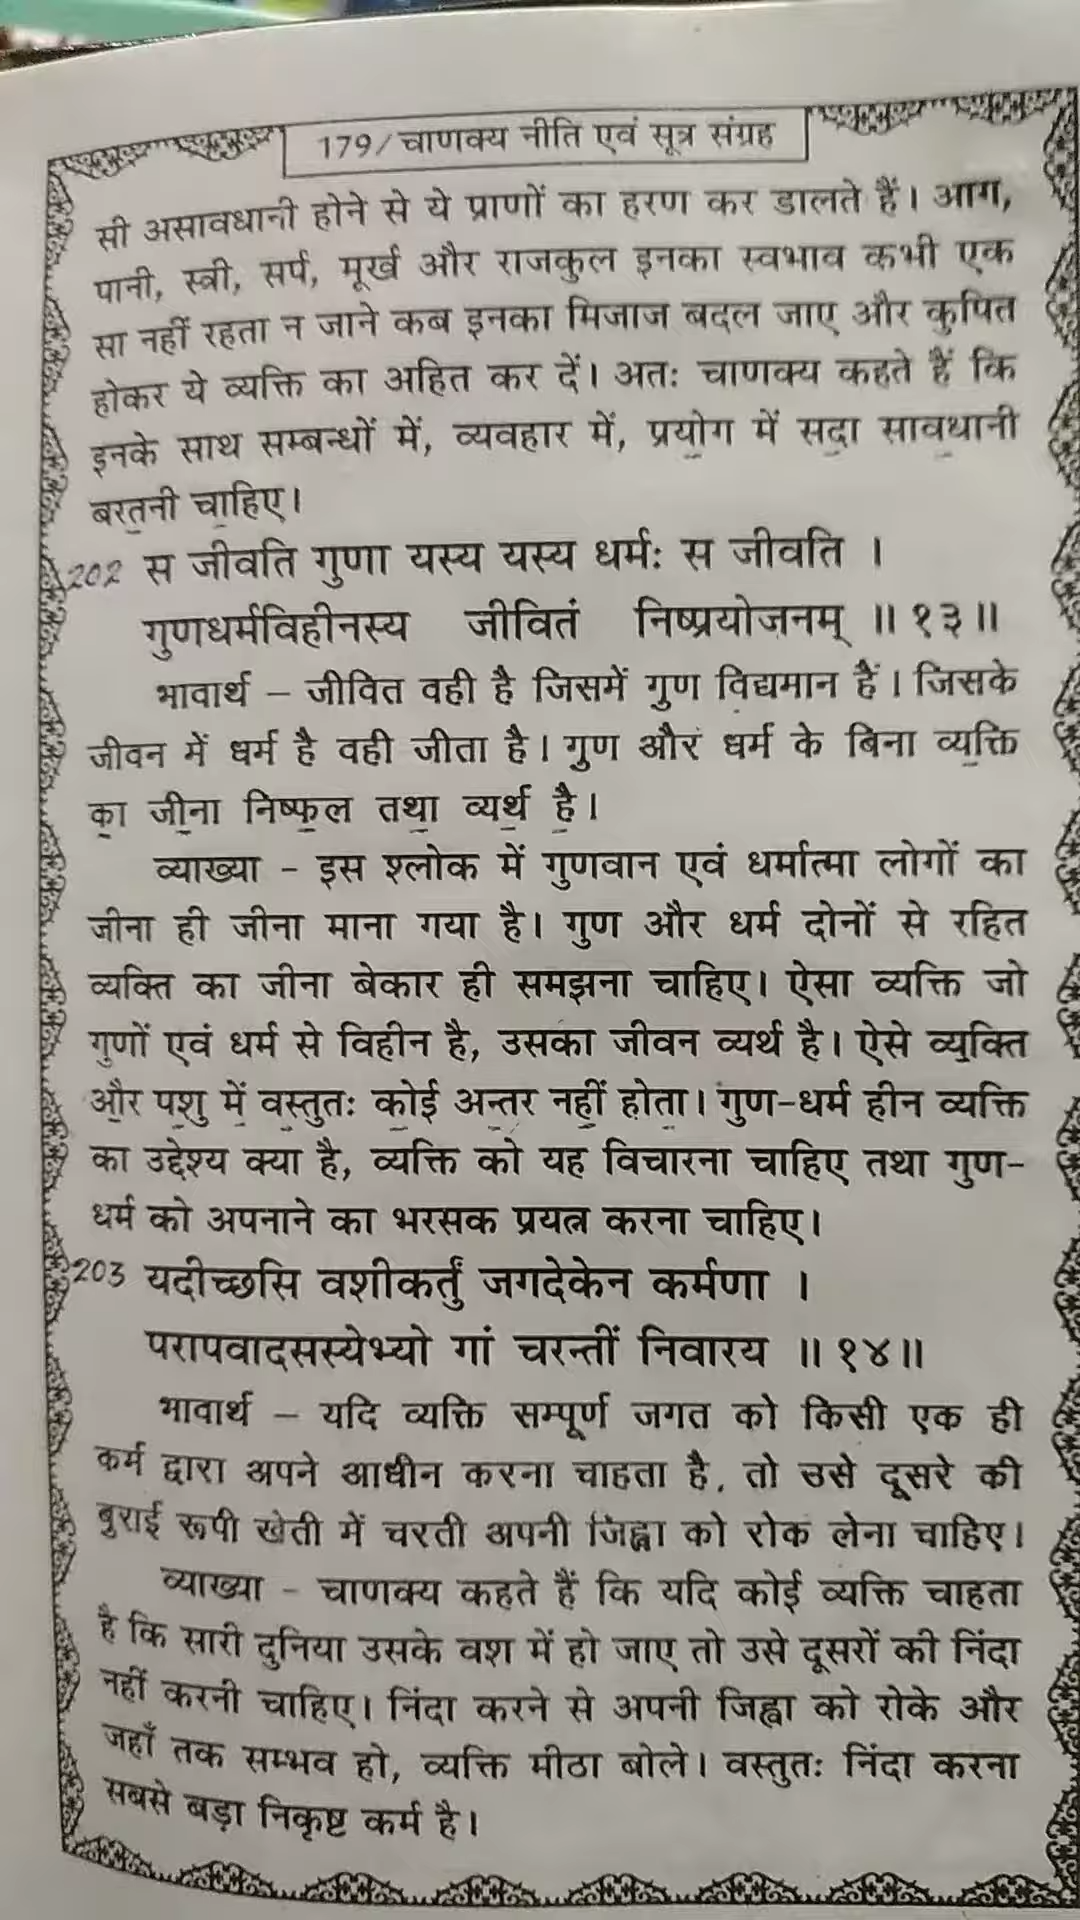 179/चाणक्य नीति एवं सूत्र संग्रह
सी असावधानी होने से ये प्राणों का हरण कर डालते हैं। आग,
पानी, स्त्री, सर्प, मूर्ख और राजकुल इनका स्वभाव कभी एक
सा नहीं रहता न जाने कब इनका मिजाज बदल जाए और कुपित
होकर ये व्यक्ति का अहित कर दें। अतः चाणक्य कहते हैं कि
इनके साथ सम्बन्धों में, व्यवहार में, प्रयोग में सदा सावधानी
बरतनी चाहिए।
202 स जीवति गुणा यस्य यस्य धर्मः स जीवति ।
गुणधर्मविहीनस्य जीवितं निष्प्रयोजनम् ॥१३॥
भावार्थ – जीवित वही है जिसमें गुण विद्यमान हैं। जिसके
जीवन में धर्म है वही जीता है। गुण और धर्म के बिना व्यक्ति
का जीना निष्फल तथा व्यर्थ है।
व्याख्या - इस श्लोक में गुणवान एवं धर्मात्मा लोगों का
जीना ही जीना माना गया है। गुण और धर्म दोनों से रहित
व्यक्ति का जीना बेकार ही समझना चाहिए। ऐसा व्यक्ति जो
गुणों एवं धर्म से विहीन है, उसका जीवन व्यर्थ है। ऐसे व्यक्ति
और पशु में वस्तुतः कोई अन्तर नहीं होता। गुण-धर्म हीन व्यक्ति
का उद्देश्य क्या है, व्यक्ति को यह विचारना चाहिए तथा गुण-
धर्म को अपनाने का भरसक प्रयत्न करना चाहिए।
203 यदीच्छसि वशीकर्तुं जगदेकेन कर्मणा ।
परापवादसस्येभ्यो गां चरन्तीं निवारय ॥१४॥
भावार्थ – यदि व्यक्ति सम्पूर्ण जगत को किसी एक ही
कर्म द्वारा अपने आधीन करना चाहता है, तो उसे दूसरे की
बुराई रूपी खेती में चरती अपनी जिह्वा को रोक लेना चाहिए।
व्याख्या - चाणक्य कहते हैं कि यदि कोई व्यक्ति चाहता
है कि सारी दुनिया उसके वश में हो जाए तो उसे दूसरों की निंदा
नहीं करनी चाहिए। निंदा करने से अपनी जिह्वा को रोके और
जहाँ तक सम्भव हो, व्यक्ति मीठा बोले। वस्तुतः निंदा करना
सबसे बड़ा निकृष्ट कर्म है।